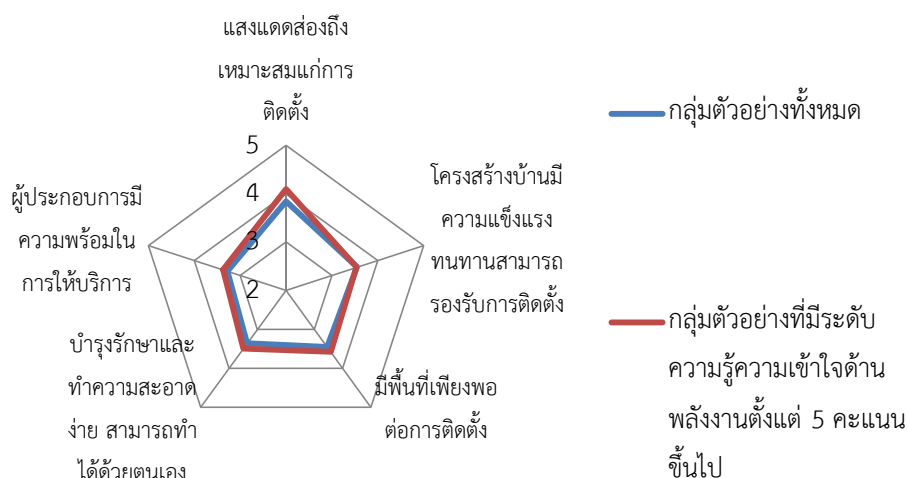 แสงแดดส่องถึง
เหมาะสมแก่การ
ติดตั้ง
5
4
3
2
โครงสร้างบ้านมี
ความแข็งแรง
ทนทานสามารถ
รองรับการติดตั้ง
มีพื้นที่เพียงพอ
ต่อการติดตั้ง
บำรุงรักษาและ
ทำความสะอาด
ง่าย สามารถทำ
ได้ด้วยตนเอง
ผู้ประกอบการมี
ความพร้อมใน
การให้บริการ
กลุ่มตัวอย่างทั้งหมด
กลุ่มตัวอย่างที่มีระดับ
ความรู้ความเข้าใจด้าน
พลังงานตั้งแต่ 5 คะแนน
ขึ้นไป